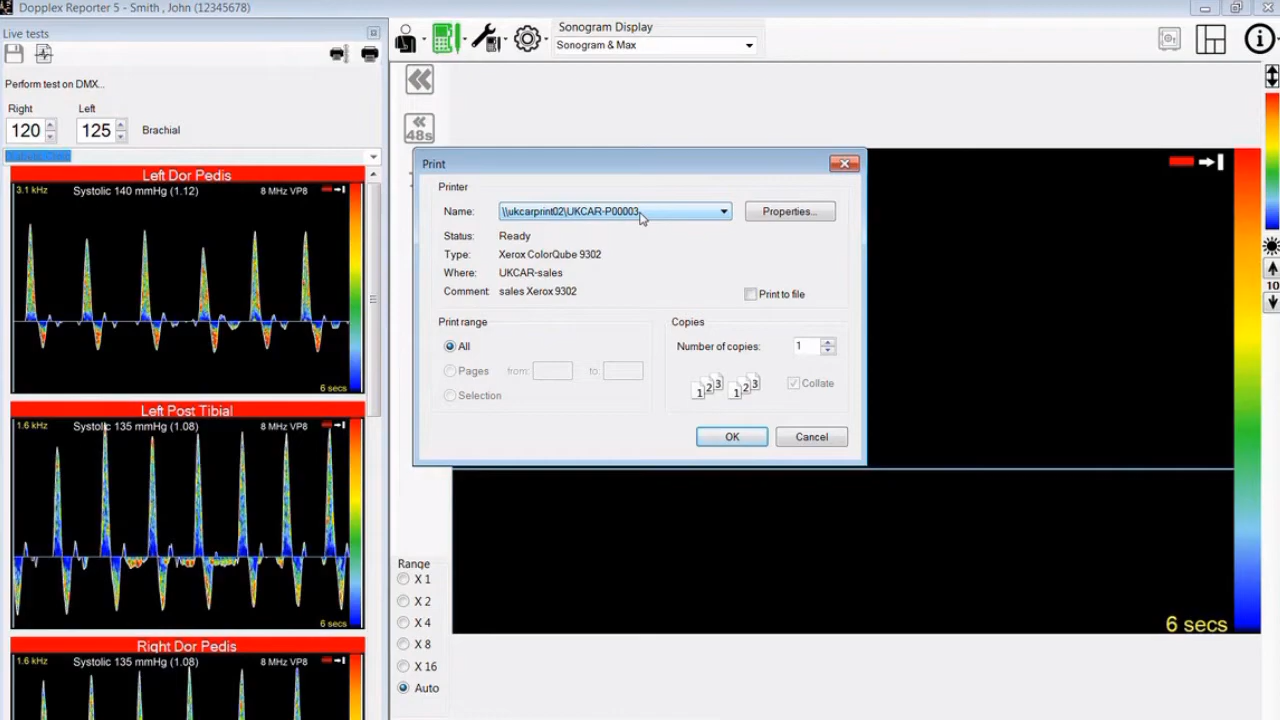 Dopplex Reporter 5 - Smith , John (12345678)
Live tests
Sonogram Display
Sonogram & Max
Perform test on DMX...
Right Left
120 125 Brachial
48s
Left Dor Pedis
3.1 kHz Systolic 140 mmHg (1.12) 8 MHz VP8
6 secs
Left Post Tibial
1.6 kHz Systolic 135 mmHg (1.08) 8 MHz VP8
6 secs
Right Dor Pedis
1.6 kHz Systolic 135 mmHg (1.08) 8 MHz VP8
Print
Printer
Name: \\ukcarprint02\UKCAR-P00003 Properties...
Status: Ready
Type: Xerox ColorQube 9302
Where: UKCAR-sales
Comment: sales Xerox 9302
Print to file
Print range
All
Pages from: to:
Selection
Copies
Number of copies: 1
1 2 3 1 2 3
Collate
OK Cancel
Range
X 1
X 2
X 4
X 8
X 16
Auto
6 secs
10